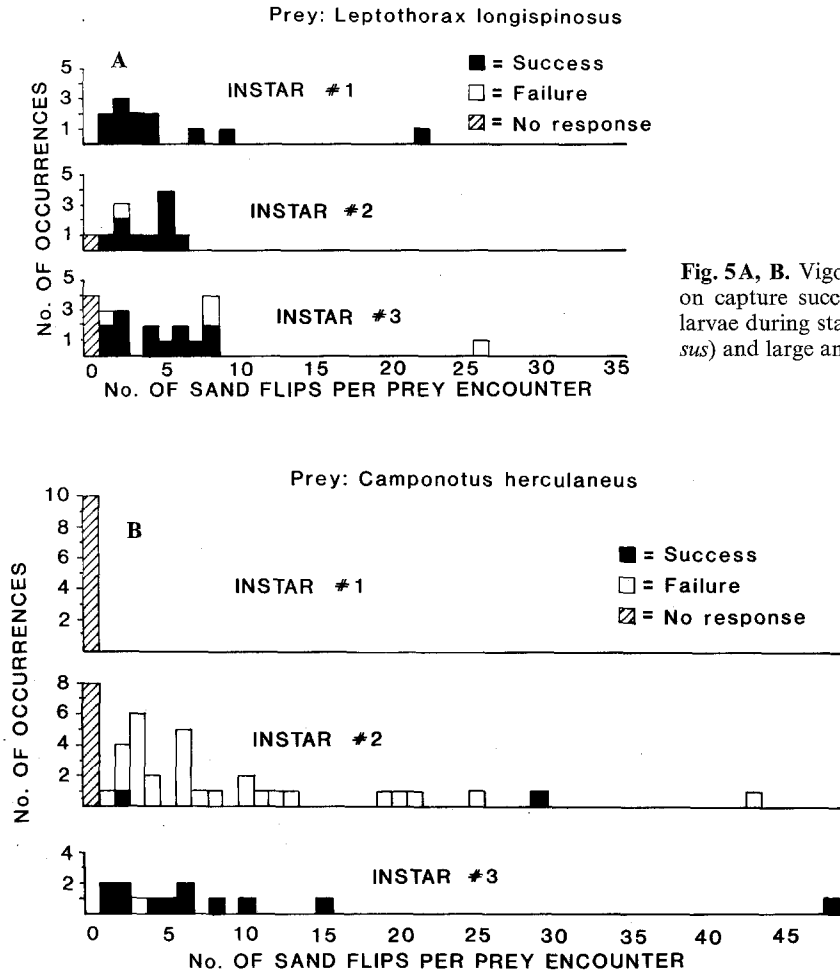 Prey: Leptothorax longispinosus
A
INSTAR #1
■ = Success
□ = Failure
▨ = No response
5
3
1
INSTAR #2
5
3
1
INSTAR #3
5
3
1
No. OF OCCURRENCES
0 5 10 15 20 25 30 35
No. OF SAND FLIPS PER PREY ENCOUNTER
Fig. 5A, B. Vigo
on capture succ
larvae during sta
sus) and large an
Prey: Camponotus herculaneus
B
INSTAR #1
■ = Success
□ = Failure
▨ = No response
10
8
6
4
2
INSTAR #2
8
6
4
2
INSTAR #3
4
2
No. OF OCCURRENCES
0 5 10 15 20 25 30 35 40 45
No. OF SAND FLIPS PER PREY ENCOUNTER